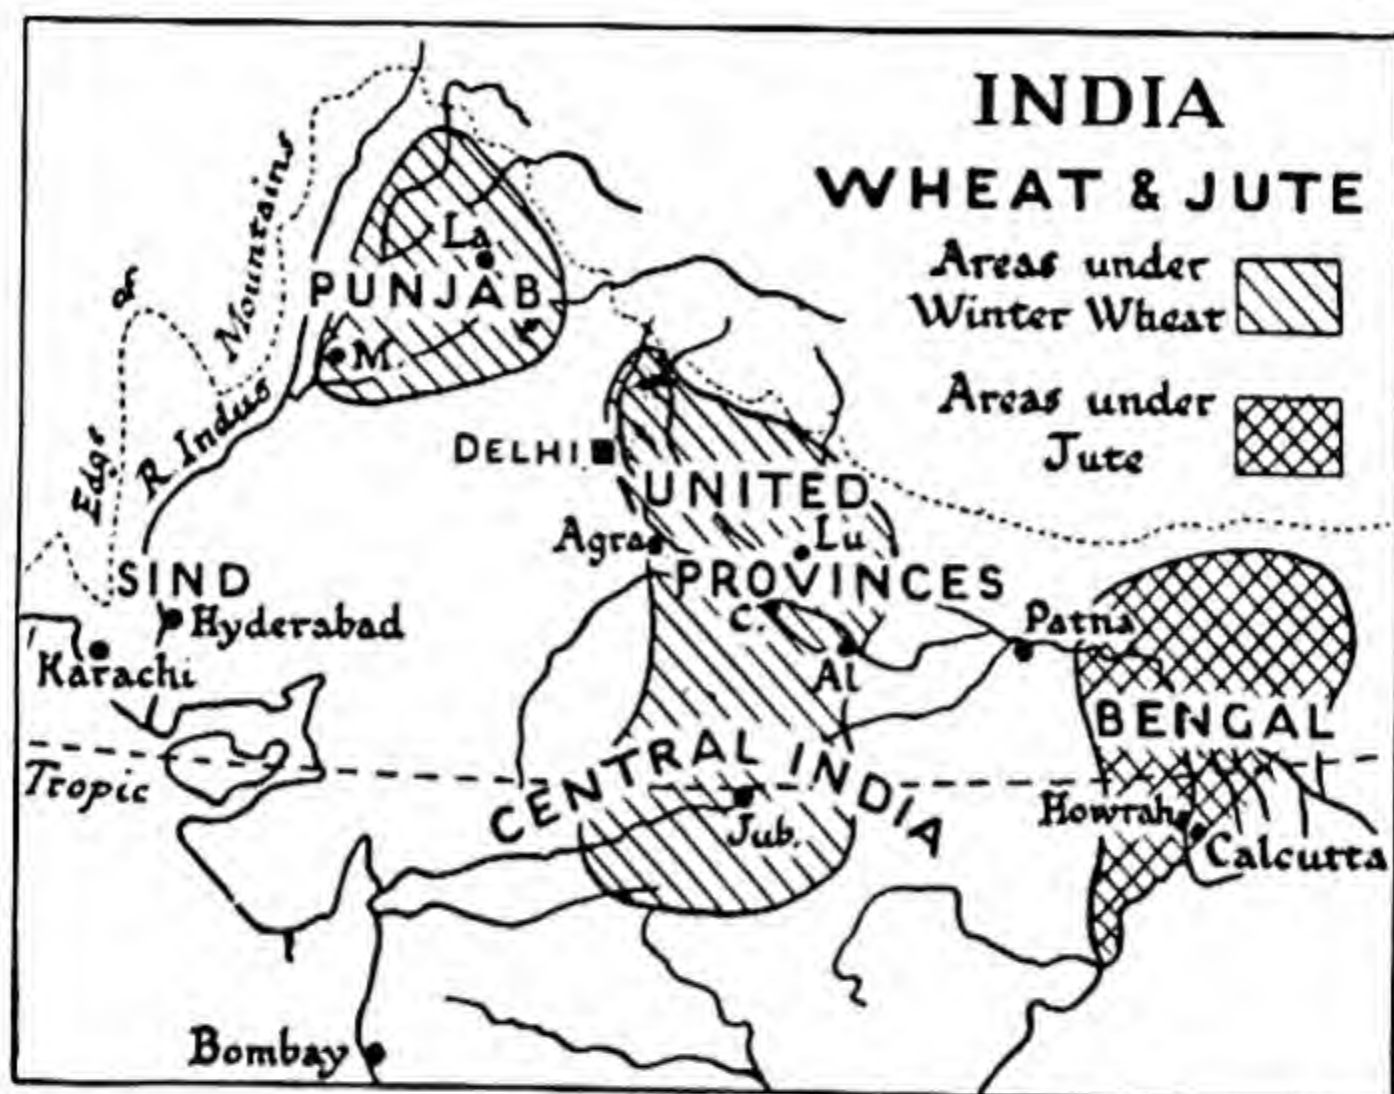 INDIA
WHEAT & JUTE
Areas under
Winter Wheat
Areas under
Jute
Edge of Mountains
R. Indus
La.
PUNJAB
M.
DELHI
UNITED
Agra
Lu
PROVINCES
SIND
Hyderabad
C.
Patna
Karachi
Al
BENGAL
Tropic
CENTRAL INDIA
Howrah
Jub.
Calcutta
Bombay